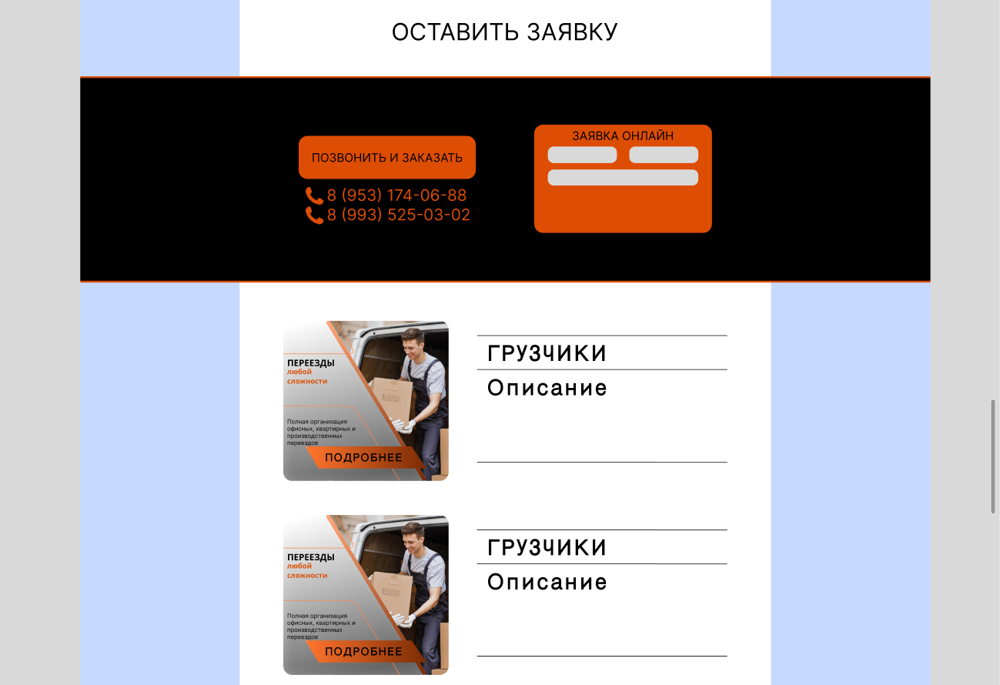 ОСТАВИТЬ ЗАЯВКУ
ПОЗВОНИТЬ И ЗАКАЗАТЬ
8 (953) 174-06-88
8 (993) 525-03-02
ЗАЯВКА ОНЛАЙН
ПЕРЕЕЗДЫ
любой
сложности
Полная организация
офисных, квартирных и
производственных
переездов
ПОДРОБНЕЕ
ГРУЗЧИКИ
Описание
ПЕРЕЕЗДЫ
любой
сложности
Полная организация
офисных, квартирных и
производственных
переездов
ПОДРОБНЕЕ
ГРУЗЧИКИ
Описание